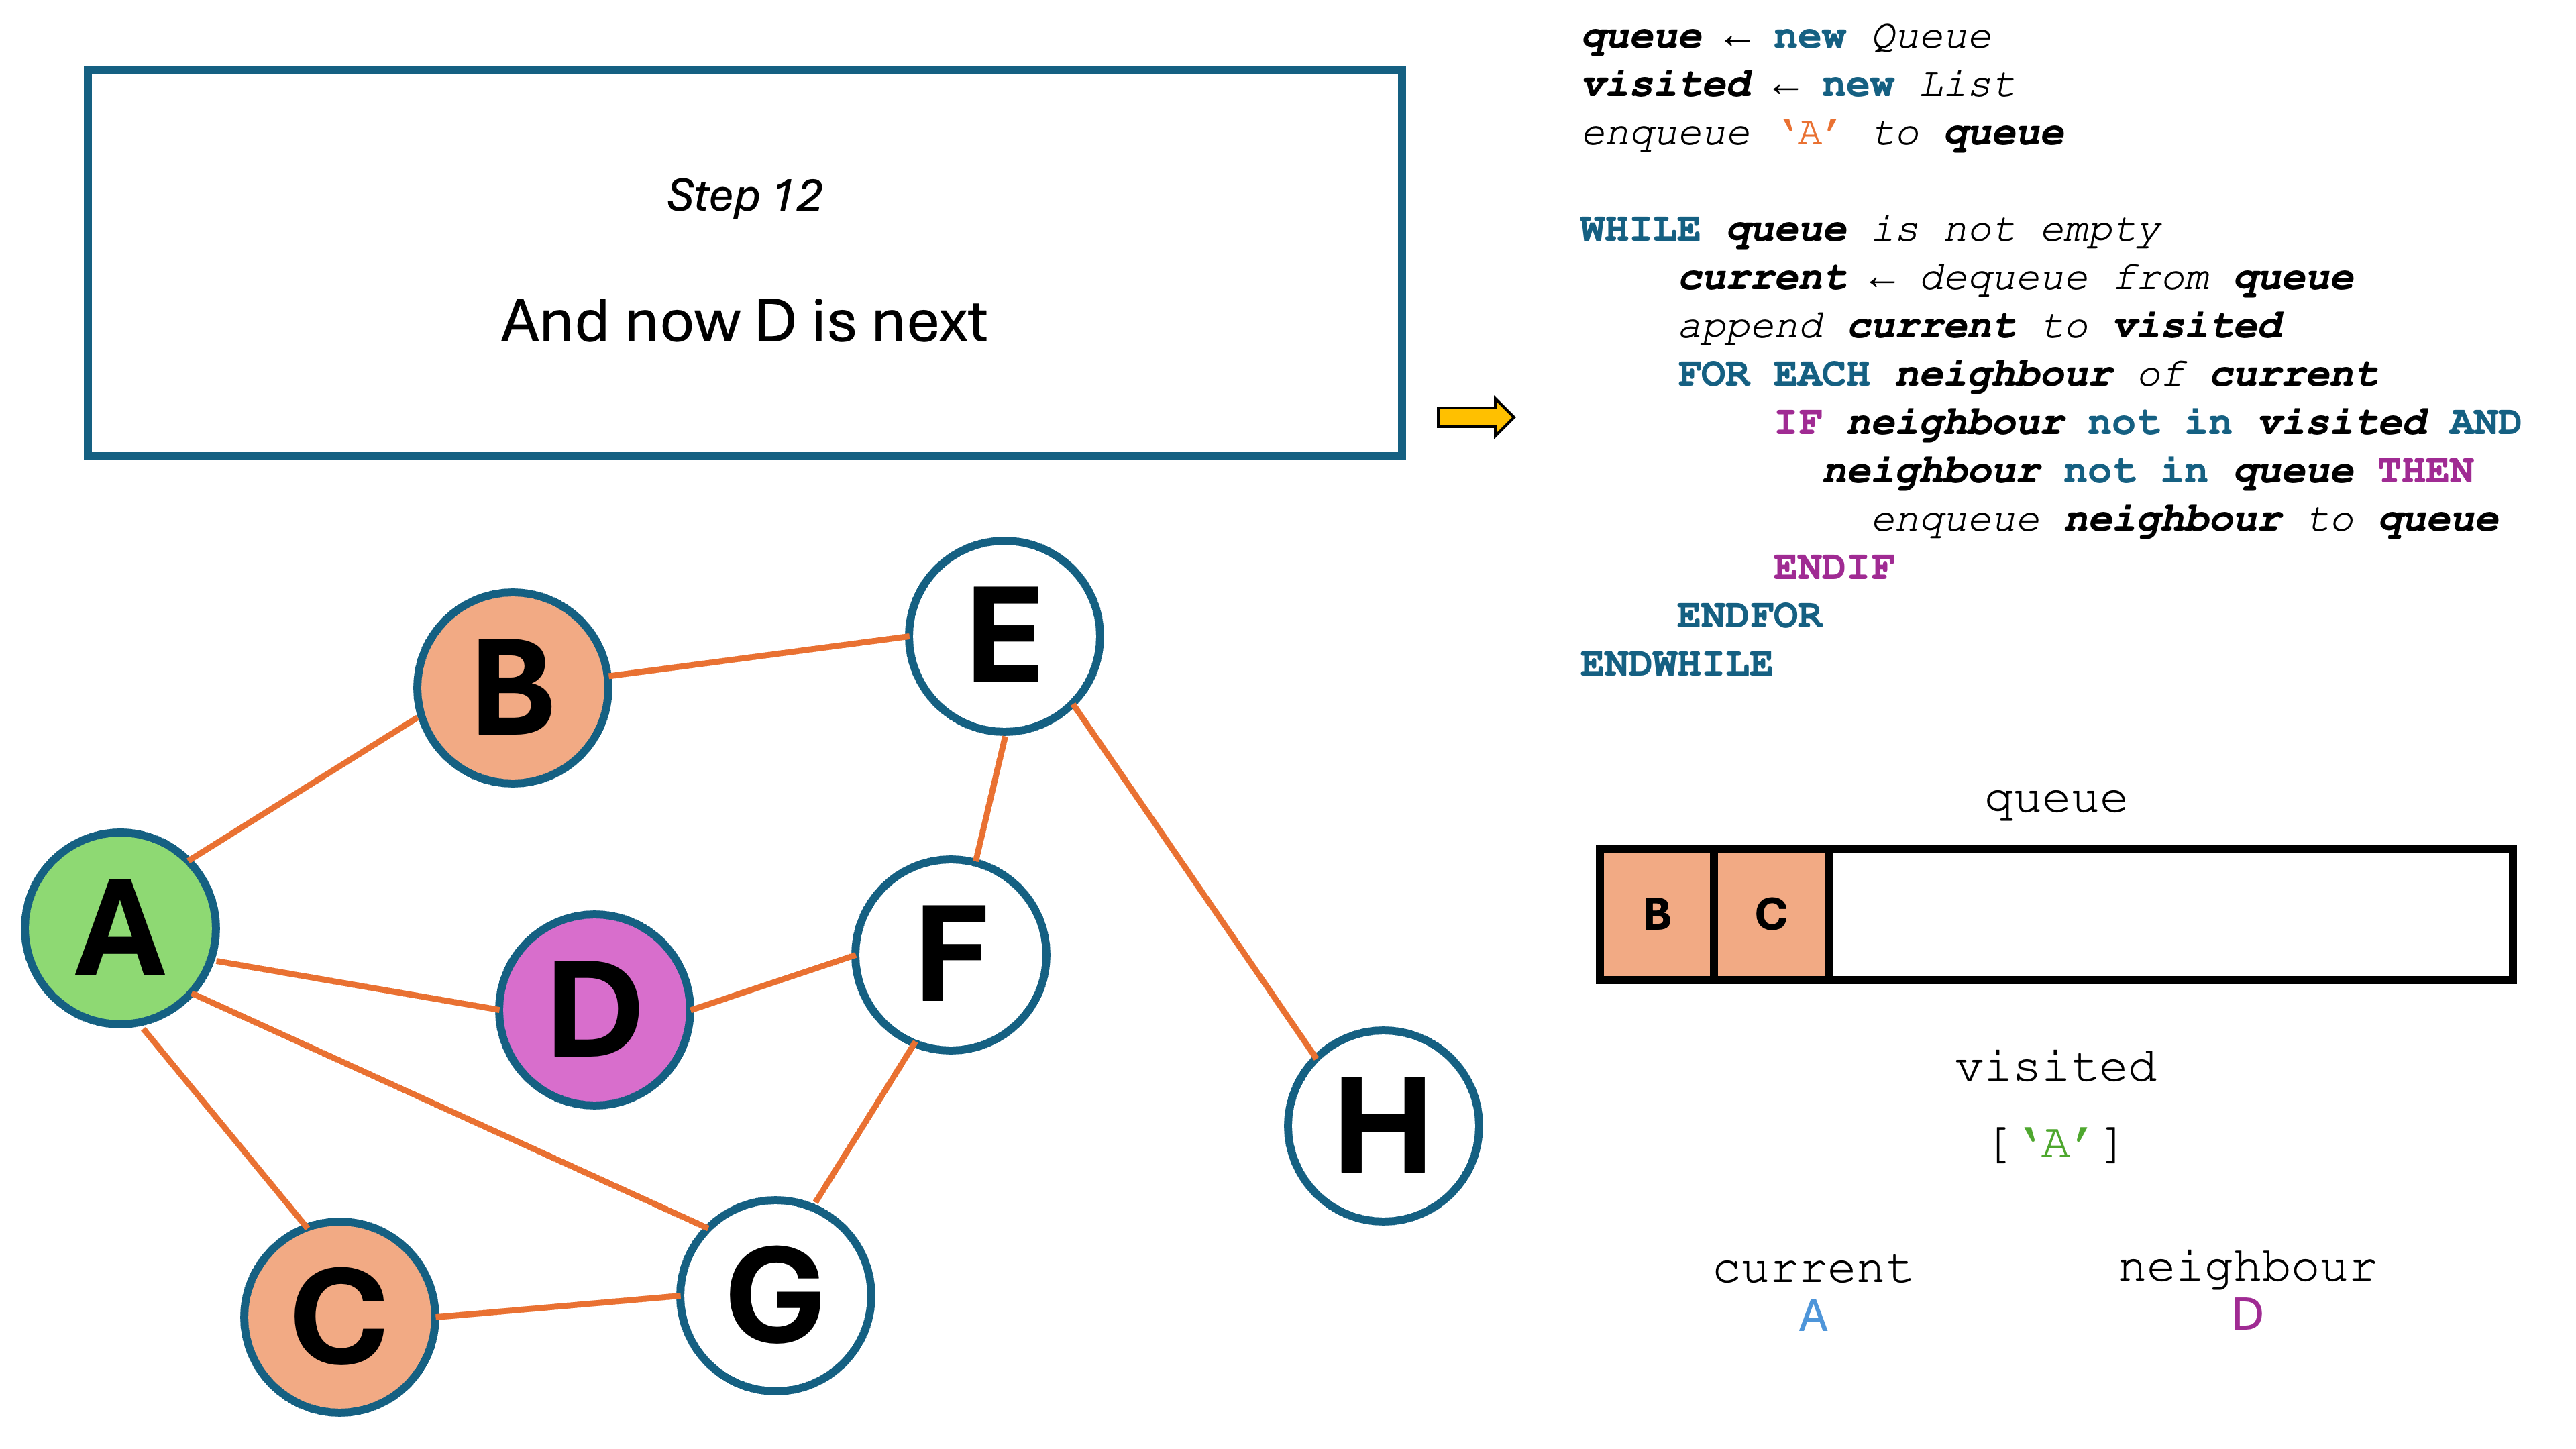 Step 12
And now D is next
queue ← new Queue
visited ← new List
enqueue ‘A’ to queue
WHILE queue is not empty
current ← dequeue from queue
append current to visited
FOR EACH neighbour of current
IF neighbour not in visited AND
neighbour not in queue THEN
enqueue neighbour to queue
ENDIF
ENDFOR
ENDWHILE
E
B
A
F
D
H
G
C
queue
B C
visited
[‘A’]
current
A
neighbour
D